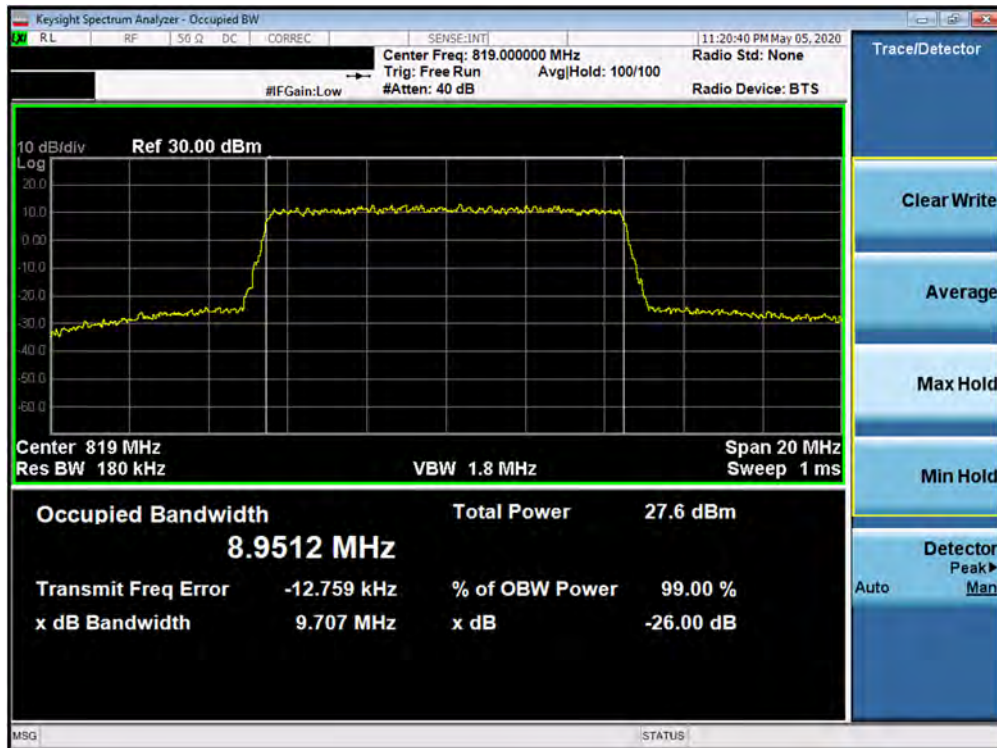 Keysight Spectrum Analyzer - Occupied BW
LXI RL RF 50 Ω DC CORREC SENSE:INT 11:20:40 PM May 05, 2020
Center Freq: 819.000000 MHz Radio Std: None
Trig: Free Run Avg|Hold: 100/100
#IFGain:Low #Atten: 40 dB Radio Device: BTS
10 dB/div Ref 30.00 dBm
Log
20.0
10.0
0.00
-10.0
-20.0
-30.0
-40.0
-50.0
-60.0
Center 819 MHz Span 20 MHz
Res BW 180 kHz VBW 1.8 MHz Sweep 1 ms
Occupied Bandwidth Total Power 27.6 dBm
8.9512 MHz
Transmit Freq Error -12.759 kHz % of OBW Power 99.00 %
x dB Bandwidth 9.707 MHz x dB -26.00 dB
MSG STATUS
Trace/Detector
Clear Write
Average
Max Hold
Min Hold
Detector
Peak▶
Auto Man